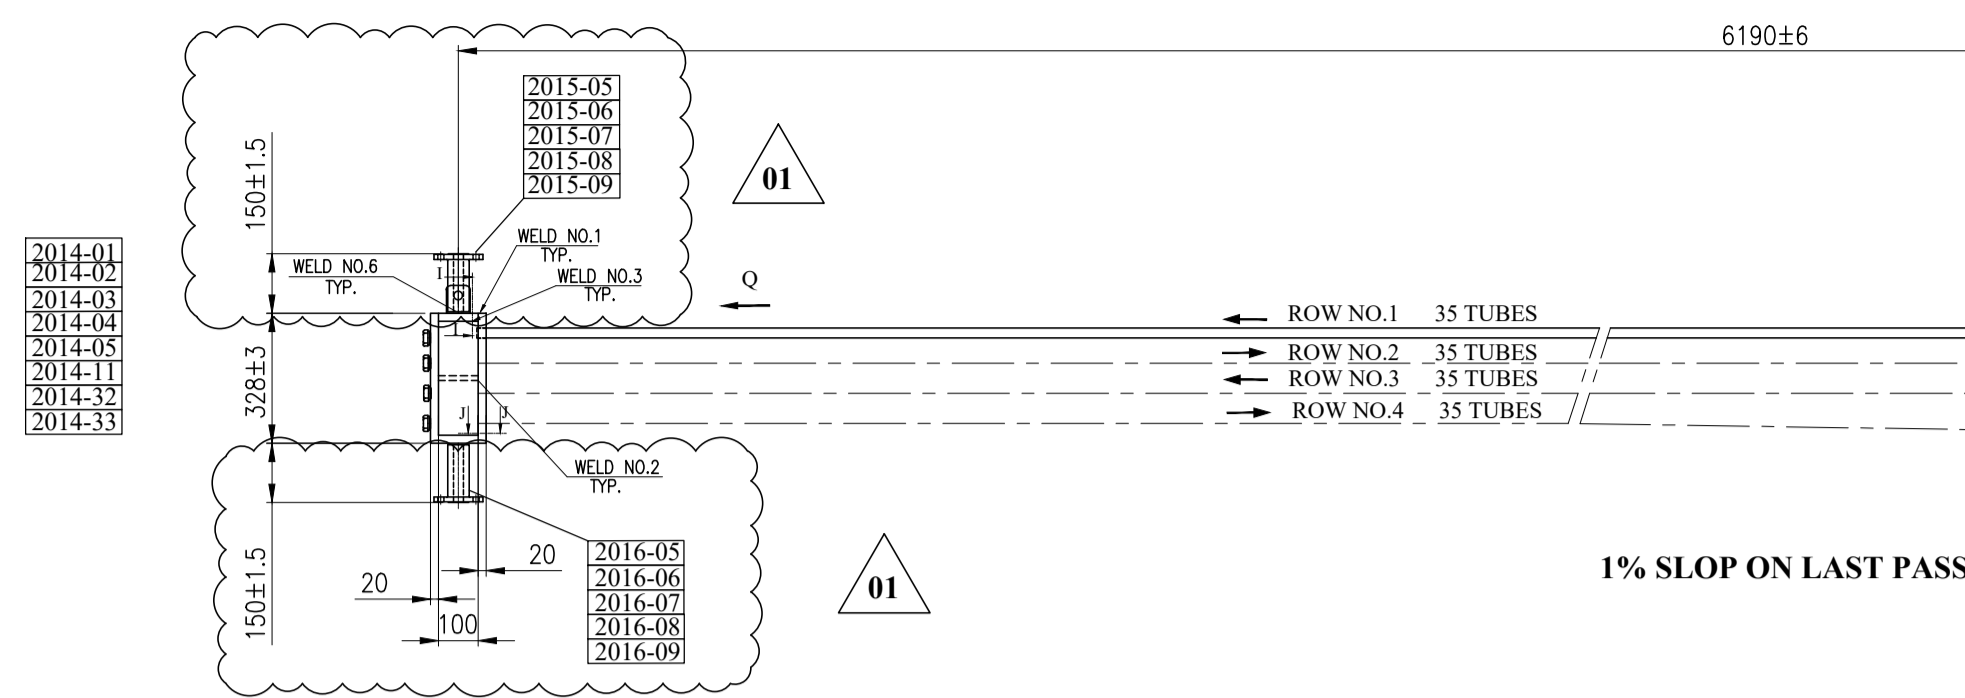 6190±6
2015-05
2015-06
2015-07
2015-08
2015-09
01
150±1.5
2014-01
2014-02
2014-03
2014-04
2014-05
2014-11
2014-32
2014-33
WELD NO.1
TYP.
WELD NO.6
TYP.
I
WELD NO.3
TYP.
I
Q
ROW NO.1 35 TUBES
ROW NO.2 35 TUBES
ROW NO.3 35 TUBES
ROW NO.4 35 TUBES
328±3
J
J
WELD NO.2
TYP.
150±1.5
20
20
100
2016-05
2016-06
2016-07
2016-08
2016-09
01
1% SLOP ON LAST PASS